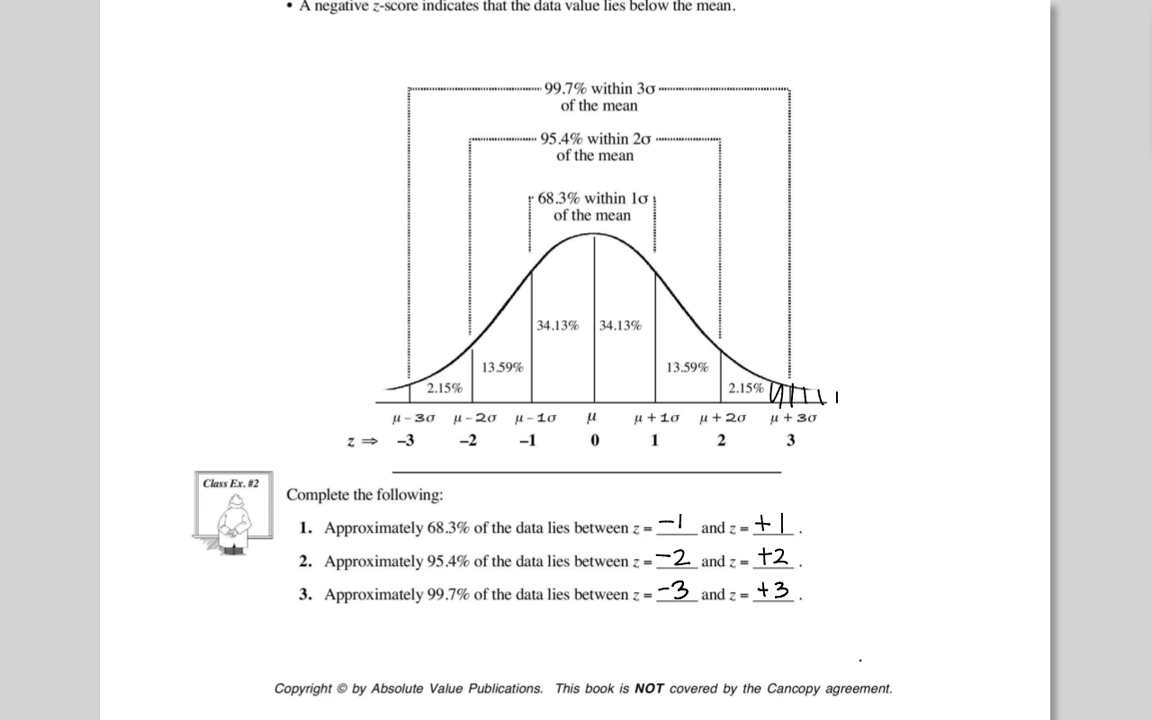 • A negative z-score indicates that the data value lies below the mean.
99.7% within 3σ
of the mean
95.4% within 2σ
of the mean
68.3% within 1σ
of the mean
34.13% 34.13%
13.59% 13.59%
2.15% 2.15%
μ - 3σ μ - 2σ μ - 1σ μ μ + 1σ μ + 2σ μ + 3σ
z ⇒ -3 -2 -1 0 1 2 3
Class Ex. #2
Complete the following:
1. Approximately 68.3% of the data lies between z = -1 and z = +1 .
2. Approximately 95.4% of the data lies between z = -2 and z = +2 .
3. Approximately 99.7% of the data lies between z = -3 and z = +3 .
Copyright © by Absolute Value Publications. This book is NOT covered by the Cancopy agreement.